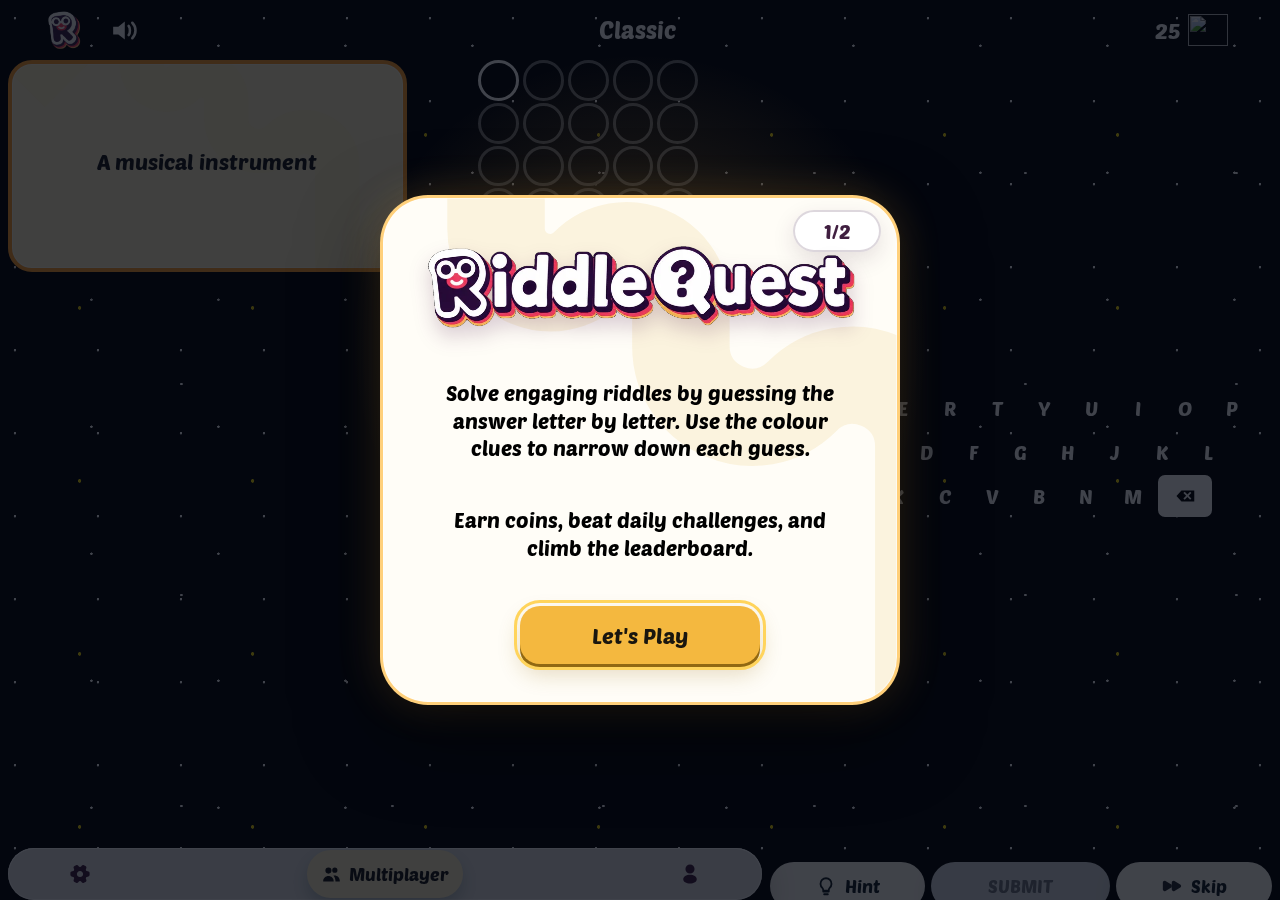 Classic
25
A musical instrument
1/2
Riddle Quest
Solve engaging riddles by guessing the
answer letter by letter. Use the colour
clues to narrow down each guess.
Earn coins, beat daily challenges, and
climb the leaderboard.
Let's Play
E R T Y U I O P
D F G H J K L
X C V B N M
Multiplayer
Hint
SUBMIT
Skip